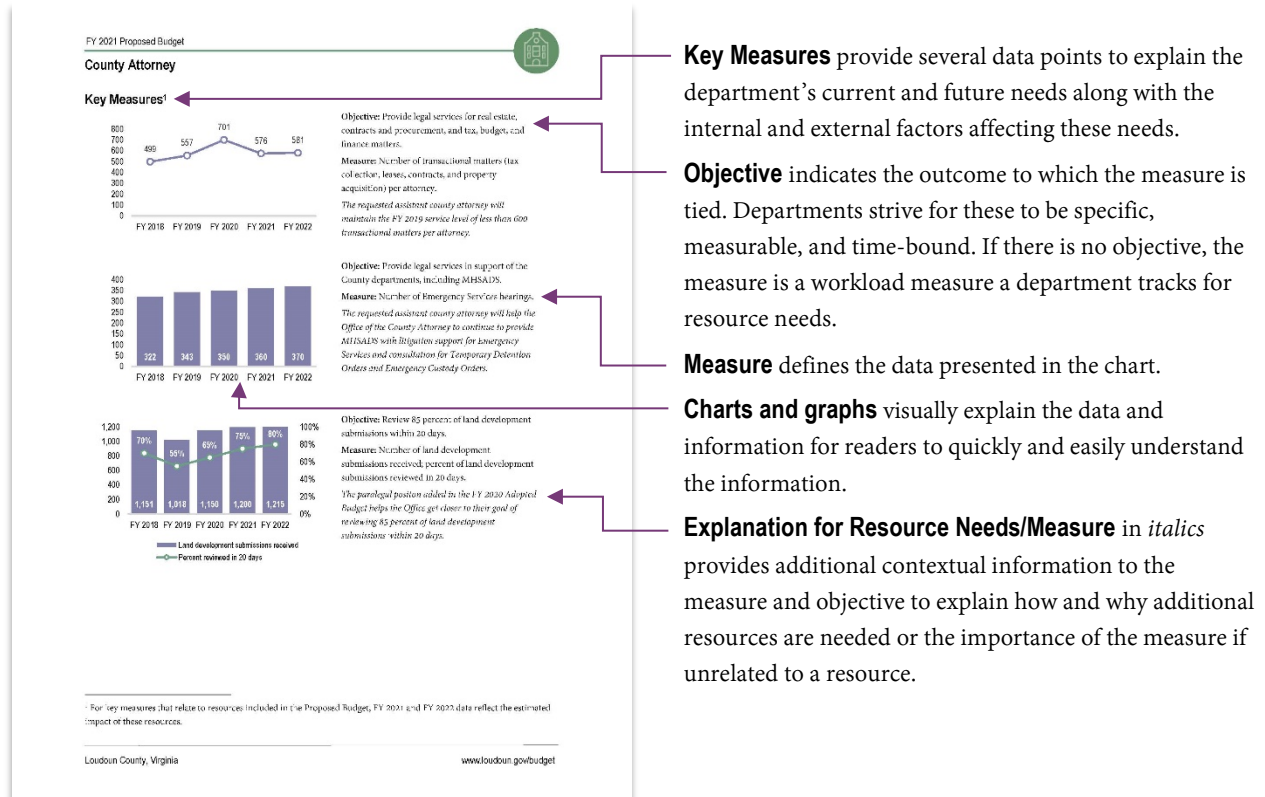 FY 2021 Proposed Budget
County Attorney
Key Measures¹
800
700
600
500
400
300
200
100
0
499
557
701
576
581
FY 2018 FY 2019 FY 2020 FY 2021 FY 2022
Objective: Provide legal services for real estate,
contracts and procurement, and tax, budget, and
finance matters.
Measure: Number of transactional matters (tax
collection, leases, contracts, and property
acquisition) per attorney.
The requested assistant county attorney will
maintain the FY 2019 service level of less than 600
transactional matters per attorney.
400
350
300
250
200
150
100
50
0
322 343 350 360 370
FY 2018 FY 2019 FY 2020 FY 2021 FY 2022
Objective: Provide legal services in support of the
County departments, including MHSADS.
Measure: Number of Emergency Services hearings.
The requested assistant county attorney will help the
Office of the County Attorney to continue to provide
MHSADS with litigation support for Emergency
Services and consultation for Temporary Detention
Orders and Emergency Custody Orders.
1,200
1,000
800
600
400
200
0
70% 55% 65% 75% 80%
1,151 1,018 1,150 1,200 1,215
100%
80%
60%
40%
20%
0%
FY 2018 FY 2019 FY 2020 FY 2021 FY 2022
Land development submissions received
Percent reviewed in 20 days
Objective: Review 85 percent of land development
submissions within 20 days.
Measure: Number of land development
submissions received; percent of land development
submissions reviewed in 20 days.
The paralegal position added in the FY 2020 Adopted
Budget helps the Office get closer to their goal of
reviewing 85 percent of land development
submissions within 20 days.
¹ For key measures that relate to resources included in the Proposed Budget, FY 2021 and FY 2022 data reflect the estimated
impact of these resources.
Loudoun County, Virginia
www.loudoun.gov/budget
Key Measures provide several data points to explain the
department's current and future needs along with the
internal and external factors affecting these needs.
Objective indicates the outcome to which the measure is
tied. Departments strive for these to be specific,
measurable, and time-bound. If there is no objective, the
measure is a workload measure a department tracks for
resource needs.
Measure defines the data presented in the chart.
Charts and graphs visually explain the data and
information for readers to quickly and easily understand
the information.
Explanation for Resource Needs/Measure in italics
provides additional contextual information to the
measure and objective to explain how and why additional
resources are needed or the importance of the measure if
unrelated to a resource.